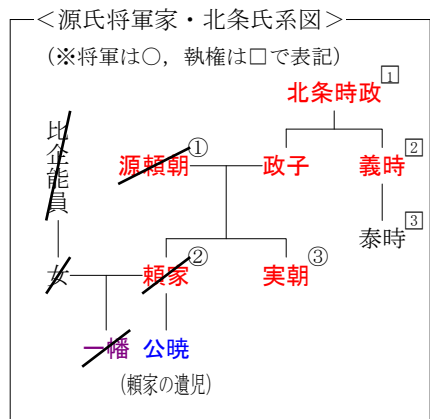 ＜源氏将軍家・北条氏系図＞
（※将軍は○，執権は□で表記）
北条時政 1
比企能員
源頼朝 ①
政子
義時 2
泰時 3
女
頼家 ②
実朝 ③
一幡
公暁
（頼家の遺児）